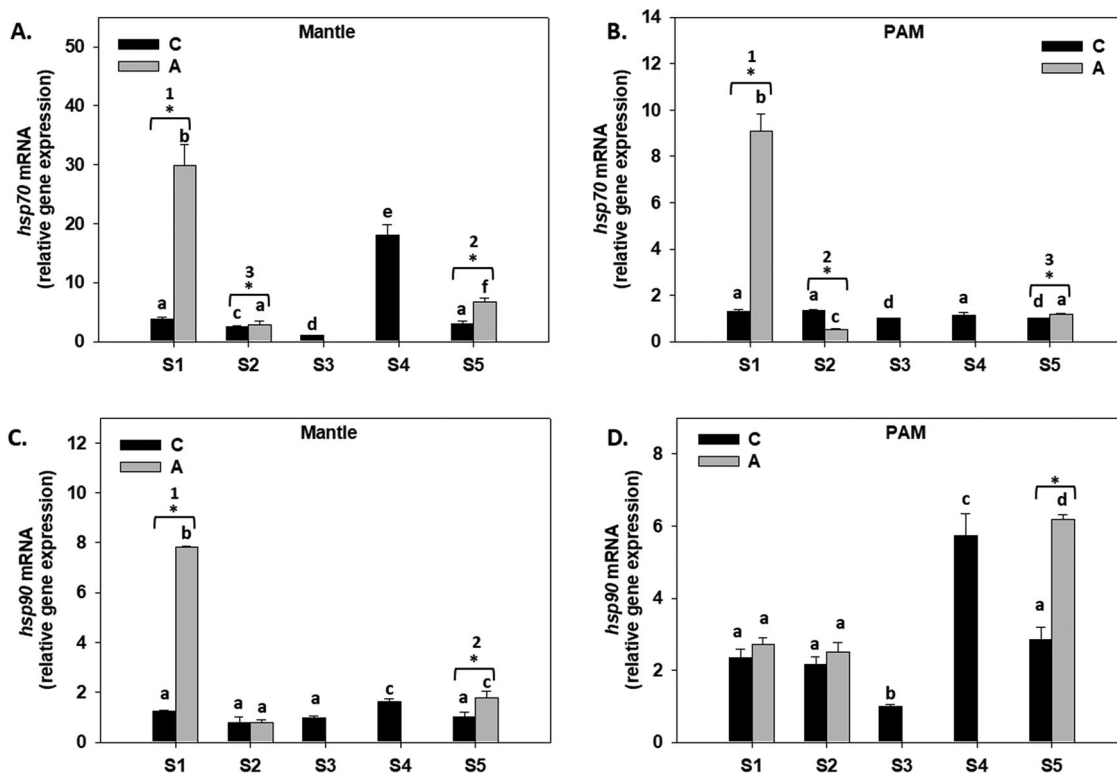 A.
Mantle
C
A
hsp70 mRNA
(relative gene expression)
50
40
30
20
10
0
1
*
a
b
3
*
c
a
d
e
2
*
a
f
S1 S2 S3 S4 S5
B.
PAM
C
A
hsp70 mRNA
(relative gene expression)
14
12
10
8
6
4
2
0
1
*
a
b
2
*
a
c
d
a
3
*
d
a
S1 S2 S3 S4 S5
C.
Mantle
C
A
hsp90 mRNA
(relative gene expression)
12
10
8
6
4
2
0
1
*
a
b
a
a
a
c
2
*
a
c
S1 S2 S3 S4 S5
D.
PAM
C
A
hsp90 mRNA
(relative gene expression)
8
6
4
2
0
a
a
a
a
b
c
*
a
d
S1 S2 S3 S4 S5